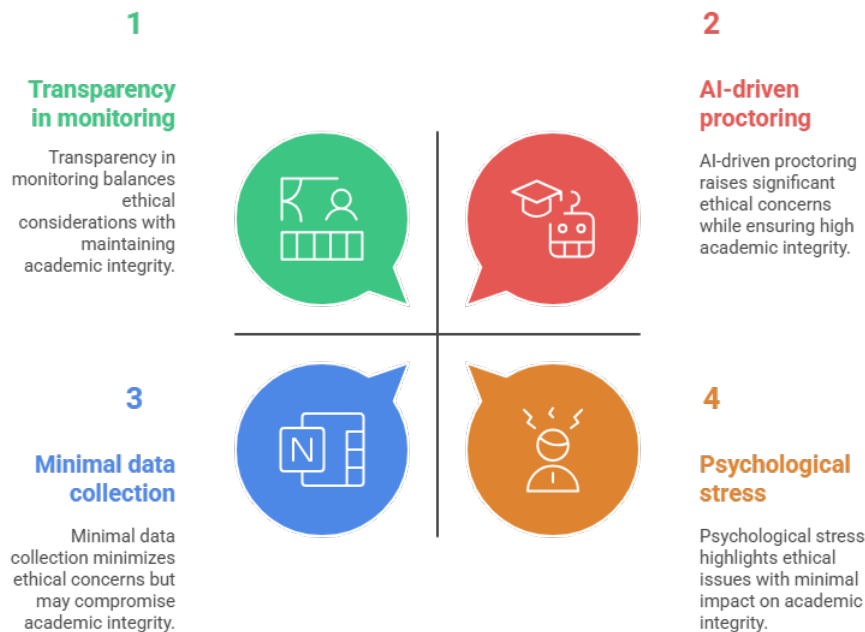 1
Transparency
in monitoring
Transparency in
monitoring balances
ethical
considerations with
maintaining
academic integrity.
2
AI-driven
proctoring
AI-driven proctoring
raises significant
ethical concerns
while ensuring high
academic integrity.
3
Minimal data
collection
Minimal data
collection minimizes
ethical concerns but
may compromise
academic integrity.
N
4
Psychological
stress
Psychological stress
highlights ethical
issues with minimal
impact on academic
integrity.